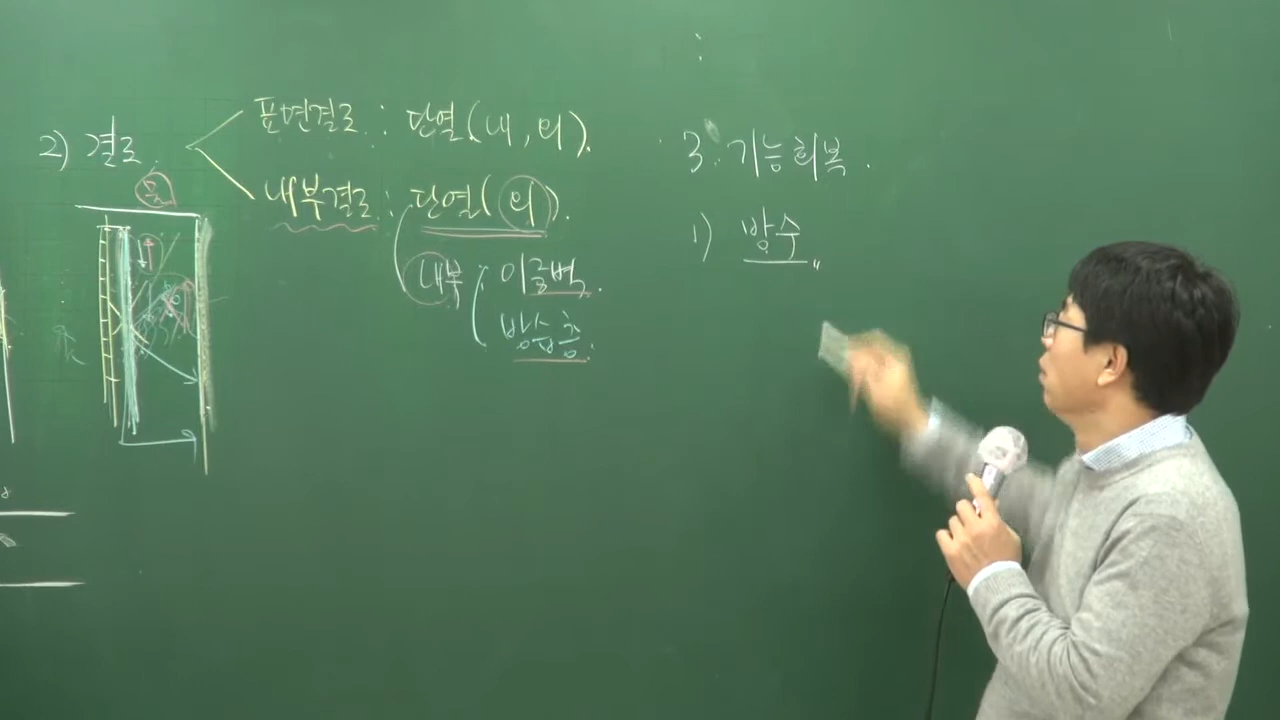 2) 결로
표면결로 : 단열(내, 외).
내부결로 : 단열(외).
내부 : 이중벽.
방습층.
3. 기능회복.
1) 방수